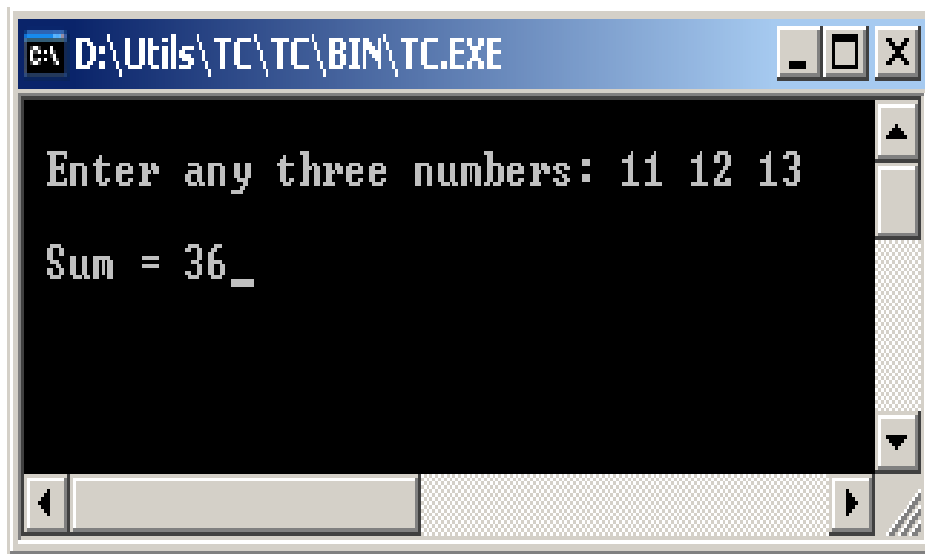 C:\ D:\Utils\TC\TC\BIN\TC.EXE
Enter any three numbers: 11 12 13
Sum = 36_